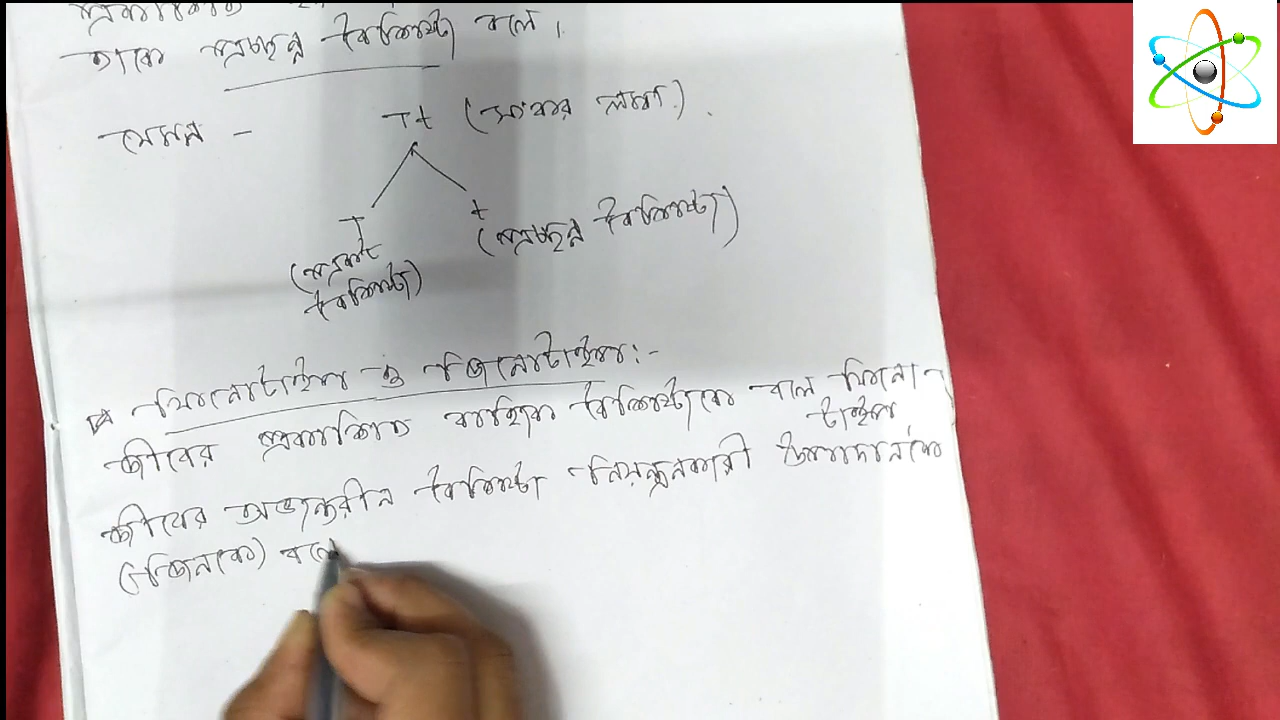 তাকে প্রচ্ছন্ন বৈশিষ্ট্য বলে।
যেমন - Tt (সংকর লম্বা)
T t
(প্রচ্ছন্ন বৈশিষ্ট্য)
(প্রকট
বৈশিষ্ট্য)
ফিনোটাইপ ও জিনোটাইপ:-
জীবের প্রকাশিত বাহ্যিক বৈশিষ্ট্যকে বলে ফিনো-
টাইপ
জীবের অভ্যন্তরীন বৈশিষ্ট্য নিয়ন্ত্রনকারী উপাদানকে
(জিনকে) বলে